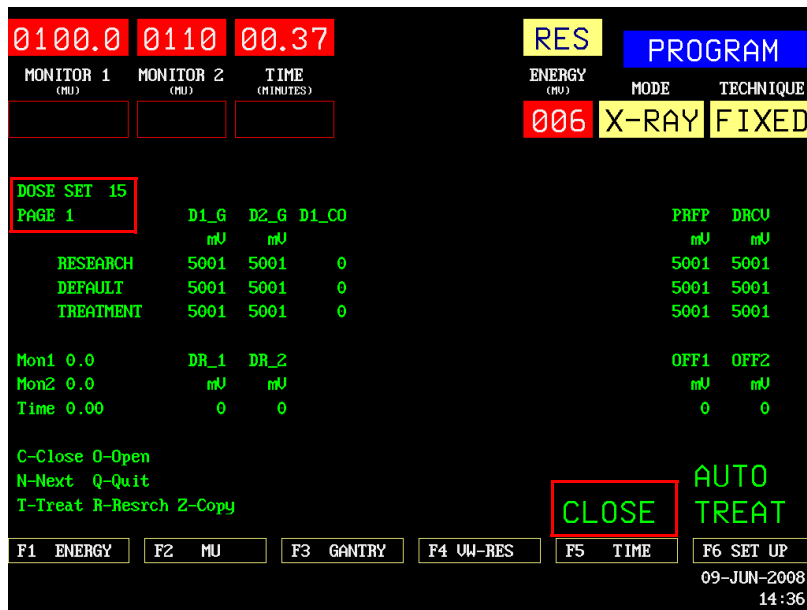 0100.0 0110 00.37 RES PROGRAM
MONITOR 1 MONITOR 2 TIME ENERGY MODE TECHNIQUE
(MU) (MU) (MINUTES) (MV)
006 X-RAY FIXED
DOSE SET 15
PAGE 1 D1_G D2_G D1_CO PRFP DRCV
mV mV mV mV
RESEARCH 5001 5001 0 5001 5001
DEFAULT 5001 5001 0 5001 5001
TREATMENT 5001 5001 0 5001 5001
Mon1 0.0 DR_1 DR_2 OFF1 OFF2
Mon2 0.0 mV mV mV mV
Time 0.00 0 0 0 0
C-Close O-Open
N-Next Q-Quit
T-Treat R-Resrch Z-Copy
AUTO
CLOSE TREAT
F1 ENERGY F2 MU F3 GANTRY F4 VW-RES F5 TIME F6 SET UP
09-JUN-2008
14:36